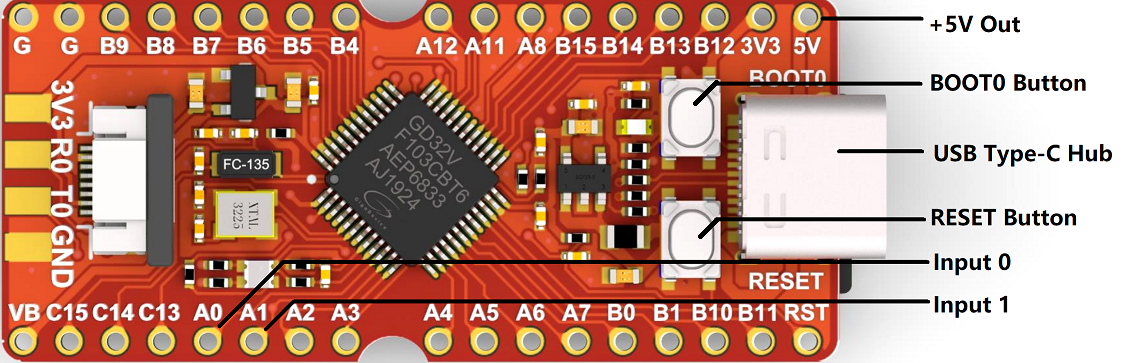 G G B9 B8 B7 B6 B5 B4 A12 A11 A8 B15 B14 B13 B12 3V3 5V
+5V Out
BOOT0
BOOT0 Button
3V3 R0 T0 GND
FC-135
XTAL
3225
GD32V
F103CBT6
AEP6833
AJ1924
USB Type-C Hub
RESET Button
Input 0
RESET
Input 1
VB C15 C14 C13 A0 A1 A2 A3 A4 A5 A6 A7 B0 B1 B10 B11 RST